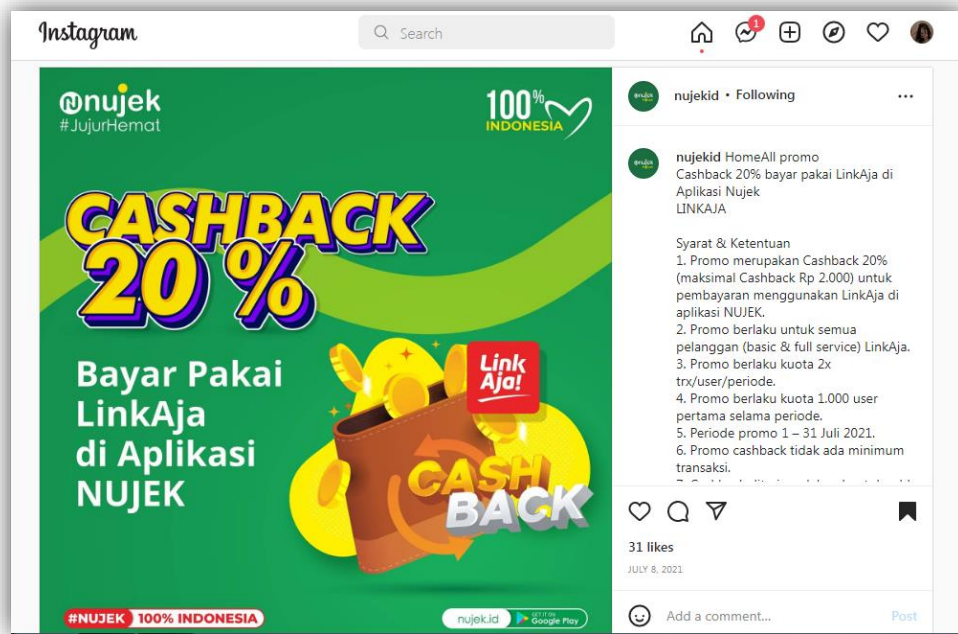 Instagram
Search
1
nujek
#JujurHemat
100%
INDONESIA
CASHBACK
20 %
Bayar Pakai
LinkAja
di Aplikasi
NUJEK
Link
Aja!
CASH
BACK
#NUJEK 100% INDONESIA
nujek.id
GET IT ON
Google Play
nujekid • Following
nujekid HomeAll promo
Cashback 20% bayar pakai LinkAja di
Aplikasi Nujek
LINKAJA
Syarat & Ketentuan
1. Promo merupakan Cashback 20%
(maksimal Cashback Rp 2.000) untuk
pembayaran menggunakan LinkAja di
aplikasi NUJEK.
2. Promo berlaku untuk semua
pelanggan (basic & full service) LinkAja.
3. Promo berlaku kuota 2x
trx/user/periode.
4. Promo berlaku kuota 1.000 user
pertama selama periode.
5. Periode promo 1 – 31 Juli 2021.
6. Promo cashback tidak ada minimum
transaksi.
31 likes
JULY 8, 2021
Add a comment...
Post